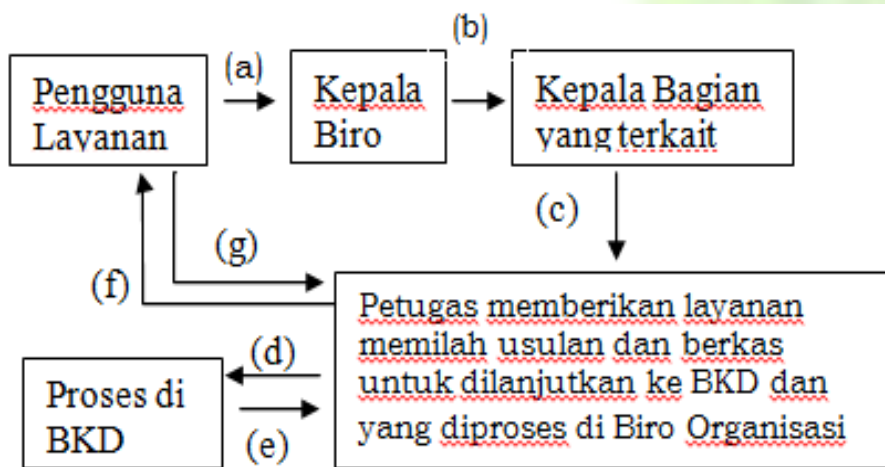 (b)
(a)
Pengguna
Layanan
Kepala
Biro
Kepala Bagian
yang terkait
(c)
(g)
(f)
Petugas memberikan layanan
memilah usulan dan berkas
untuk dilanjutkan ke BKD dan
yang diproses di Biro Organisasi
(d)
Proses di
BKD
(e)